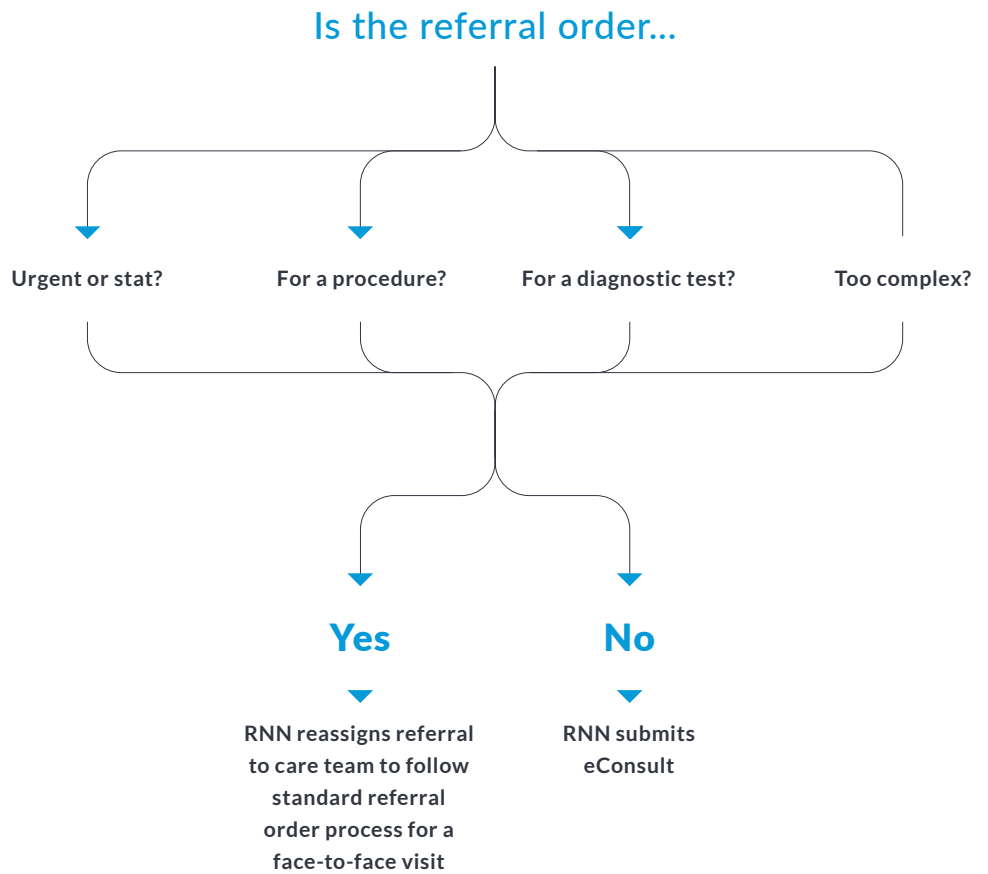 Is the referral order...
Urgent or stat?
For a procedure?
For a diagnostic test?
Too complex?
Yes
No
RNN reassigns referral
to care team to follow
standard referral
order process for a
face-to-face visit
RNN submits
eConsult